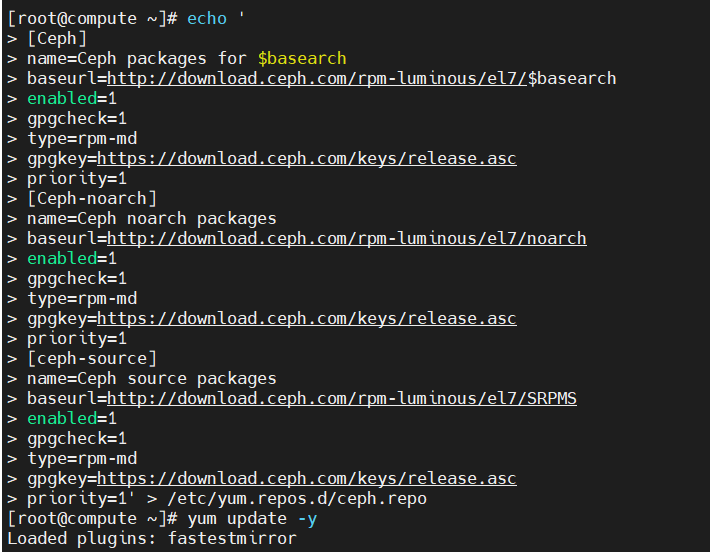 [root@compute ~]# echo '
> [Ceph]
> name=Ceph packages for $basearch
> baseurl=http://download.ceph.com/rpm-luminous/el7/$basearch
> enabled=1
> gpgcheck=1
> type=rpm-md
> gpgkey=https://download.ceph.com/keys/release.asc
> priority=1
> [Ceph-noarch]
> name=Ceph noarch packages
> baseurl=http://download.ceph.com/rpm-luminous/el7/noarch
> enabled=1
> gpgcheck=1
> type=rpm-md
> gpgkey=https://download.ceph.com/keys/release.asc
> priority=1
> [ceph-source]
> name=Ceph source packages
> baseurl=http://download.ceph.com/rpm-luminous/el7/SRPMS
> enabled=1
> gpgcheck=1
> type=rpm-md
> gpgkey=https://download.ceph.com/keys/release.asc
> priority=1' > /etc/yum.repos.d/ceph.repo
[root@compute ~]# yum update -y
Loaded plugins: fastestmirror